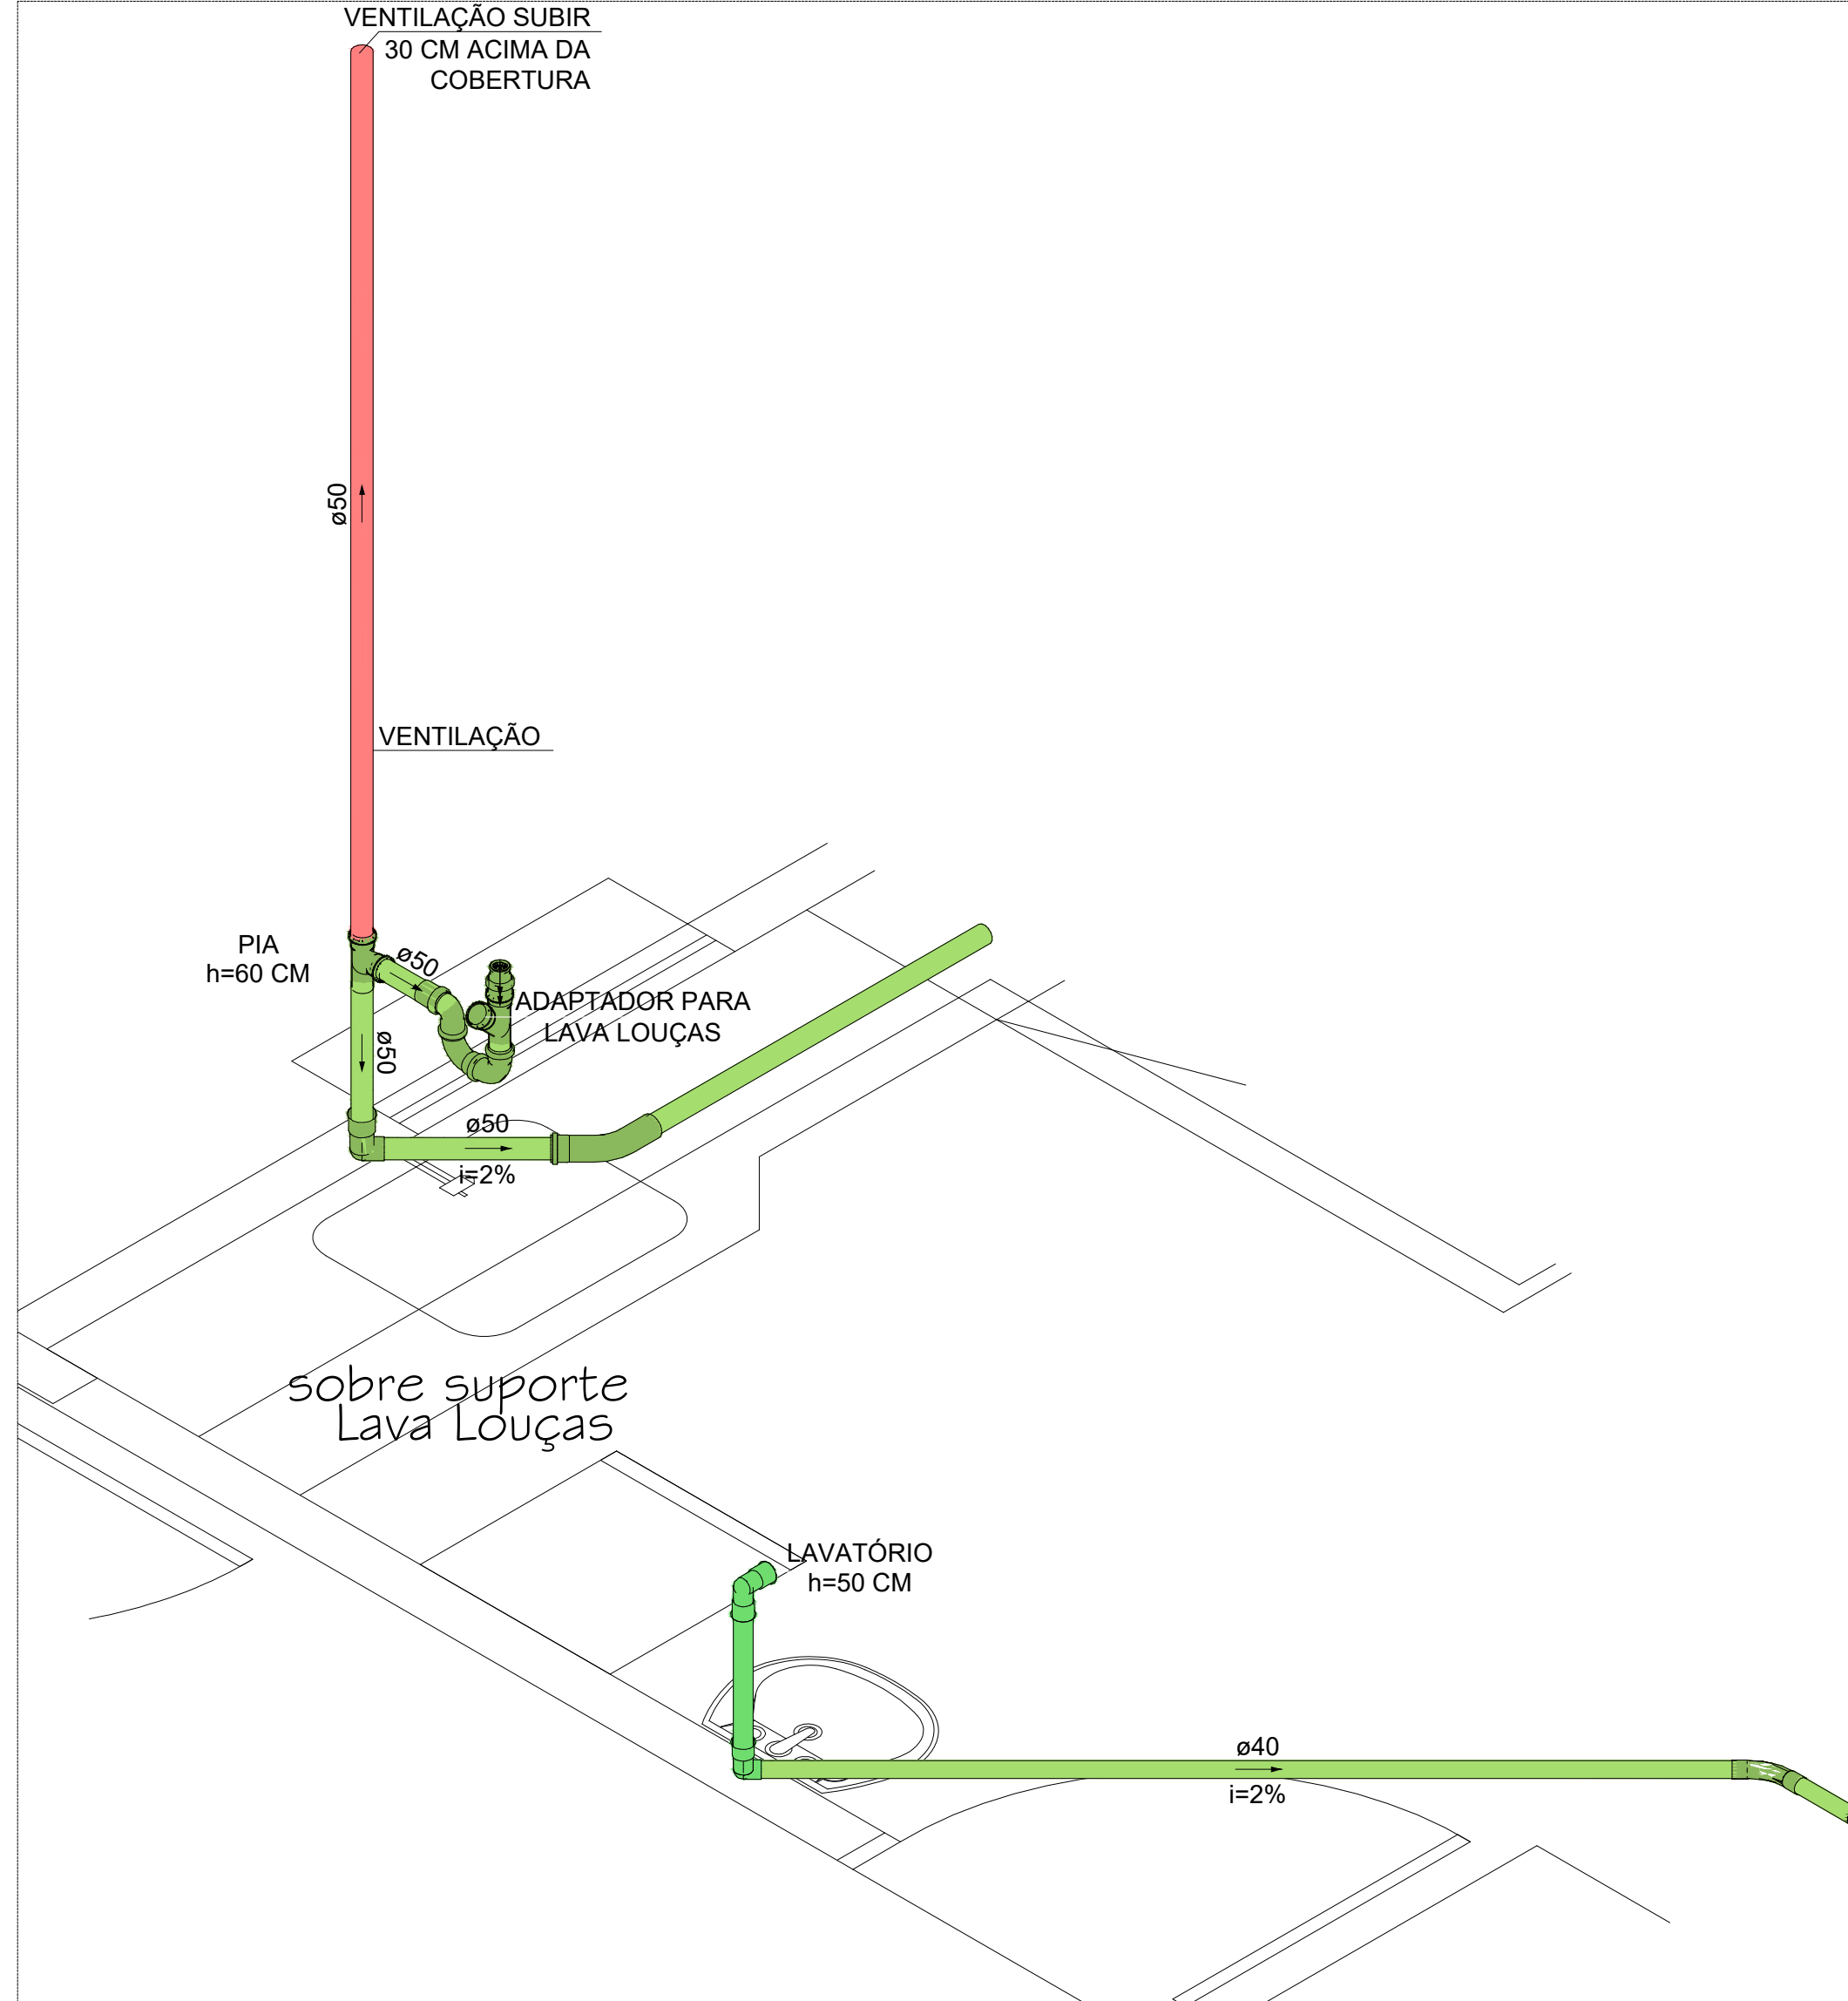 VENTILAÇÃO SUBIR
30 CM ACIMA DA
COBERTURA
ø50
VENTILAÇÃO
PIA
h=60 CM
ø50
ADAPTADOR PARA
LAVA LOUÇAS
ø50
ø50
i=2%
sobre suporte
Lava Louças
LAVATÓRIO
h=50 CM
ø40
i=2%